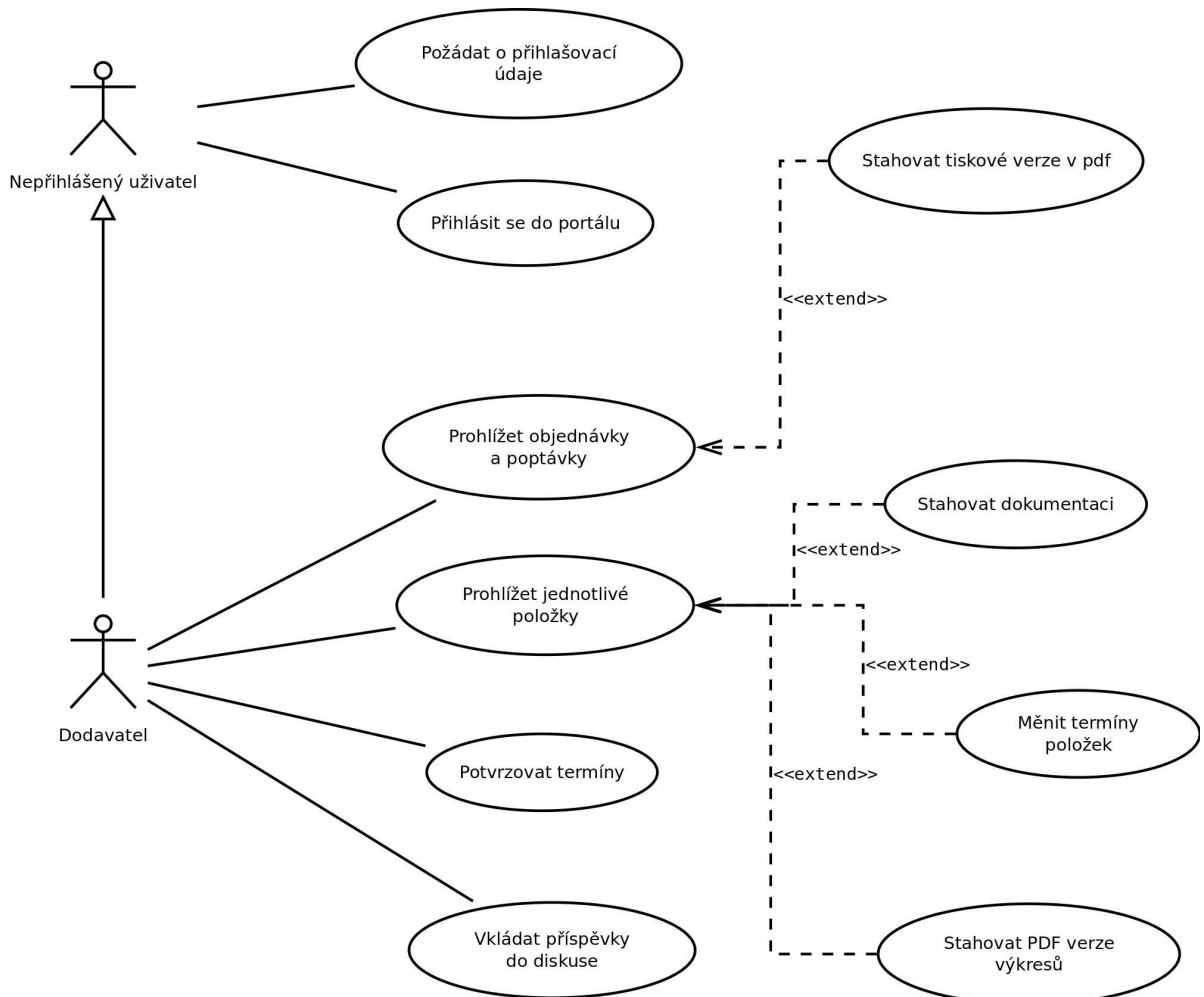 Požádat o přihlašovací
údaje
Nepřihlášený uživatel
Přihlásit se do portálu
Stahovat tiskové verze v pdf
<<extend>>
Prohlížet objednávky
a poptávky
Stahovat dokumentaci
<<extend>>
Prohlížet jednotlivé
položky
<<extend>>
Dodavatel
Měnit termíny
položek
Potvrzovat termíny
<<extend>>
Vkládat příspěvky
do diskuse
Stahovat PDF verze
výkresů